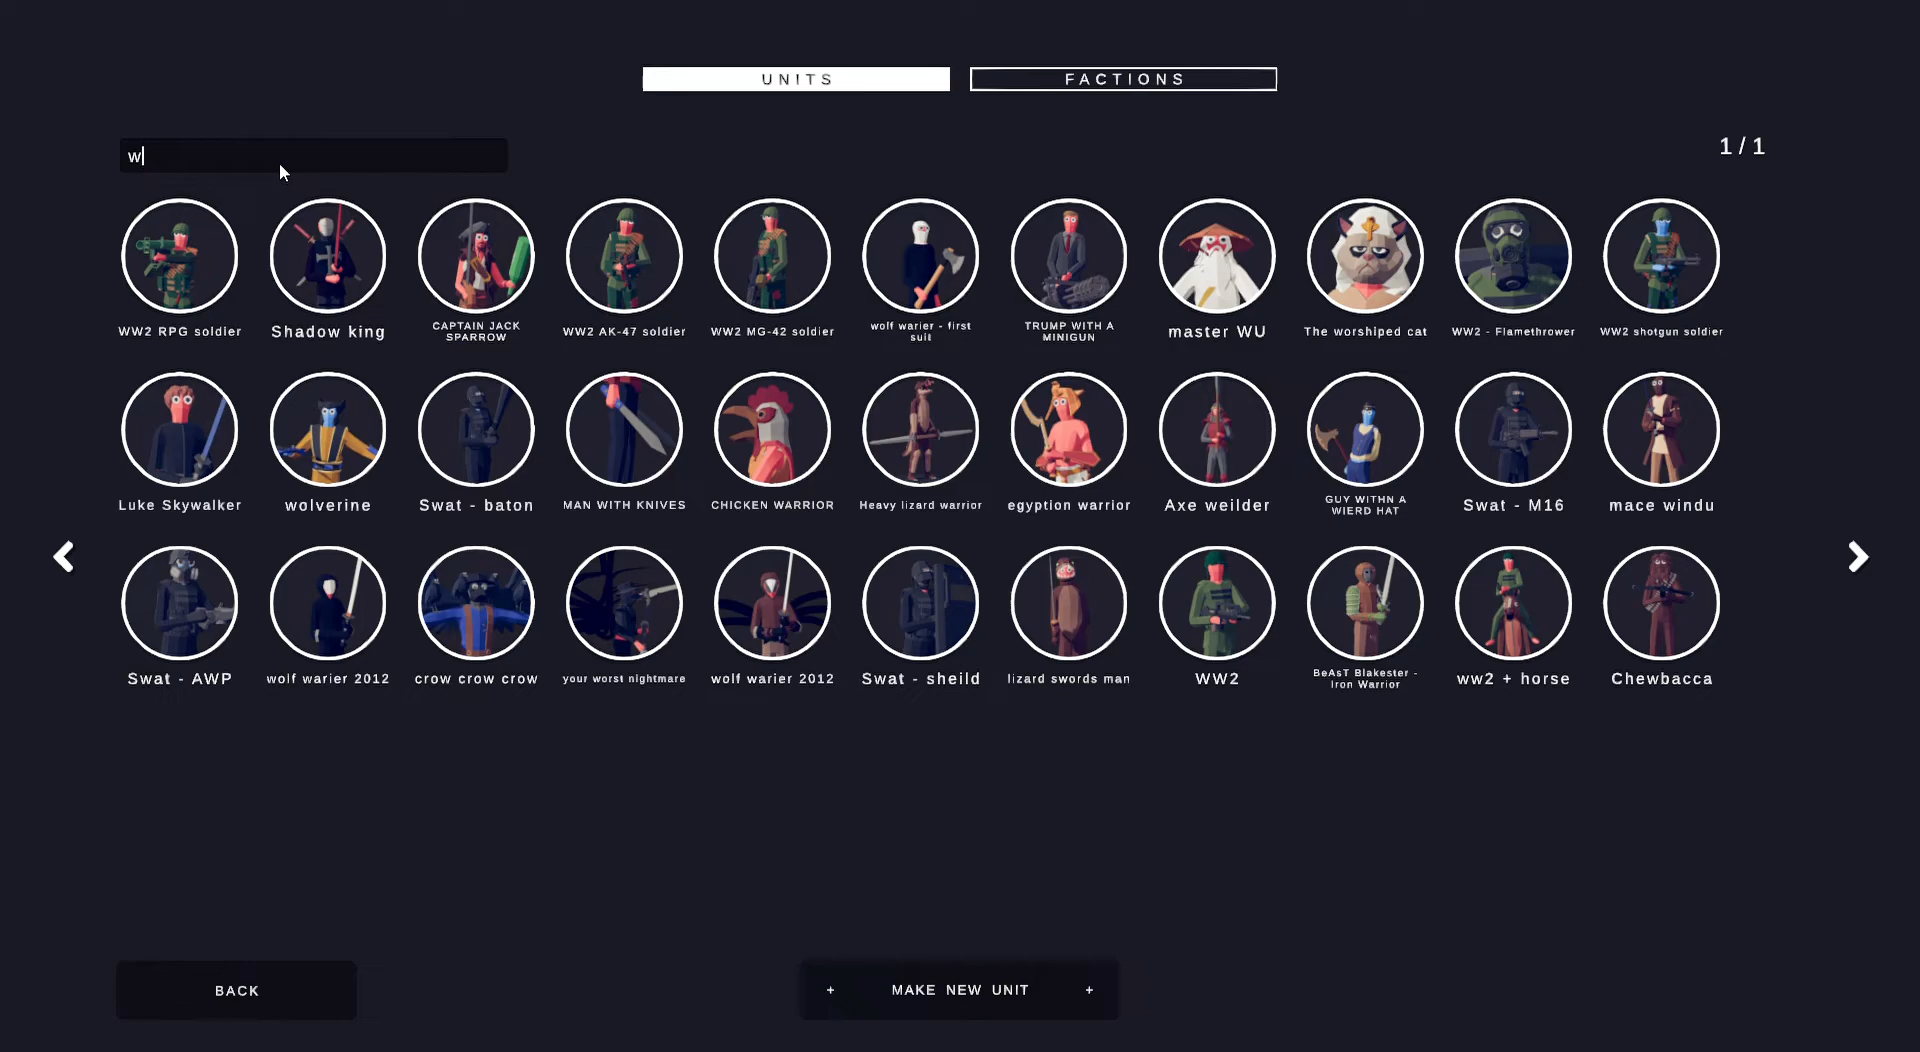 UNITS
FACTIONS
w
1 / 1
WW2 RPG soldier
Shadow king
CAPTAIN JACK
SPARROW
WW2 AK-47 soldier
WW2 MG-42 soldier
wolf warier - first
suit
TRUMP WITH A
MINIGUN
master WU
The worshiped cat
WW2 - Flamethrower
WW2 shotgun soldier
Luke Skywalker
wolverine
Swat - baton
MAN WITH KNIVES
CHICKEN WARRIOR
Heavy lizard warrior
egyption warrior
Axe weilder
GUY WITHN A
WIERD HAT
Swat - M16
mace windu
Swat - AWP
wolf warier 2012
crow crow crow
your worst nightmare
wolf warier 2012
Swat - sheild
lizard swords man
WW2
BeAsT Blakester -
Iron Warrior
ww2 + horse
Chewbacca
BACK
+ MAKE NEW UNIT +